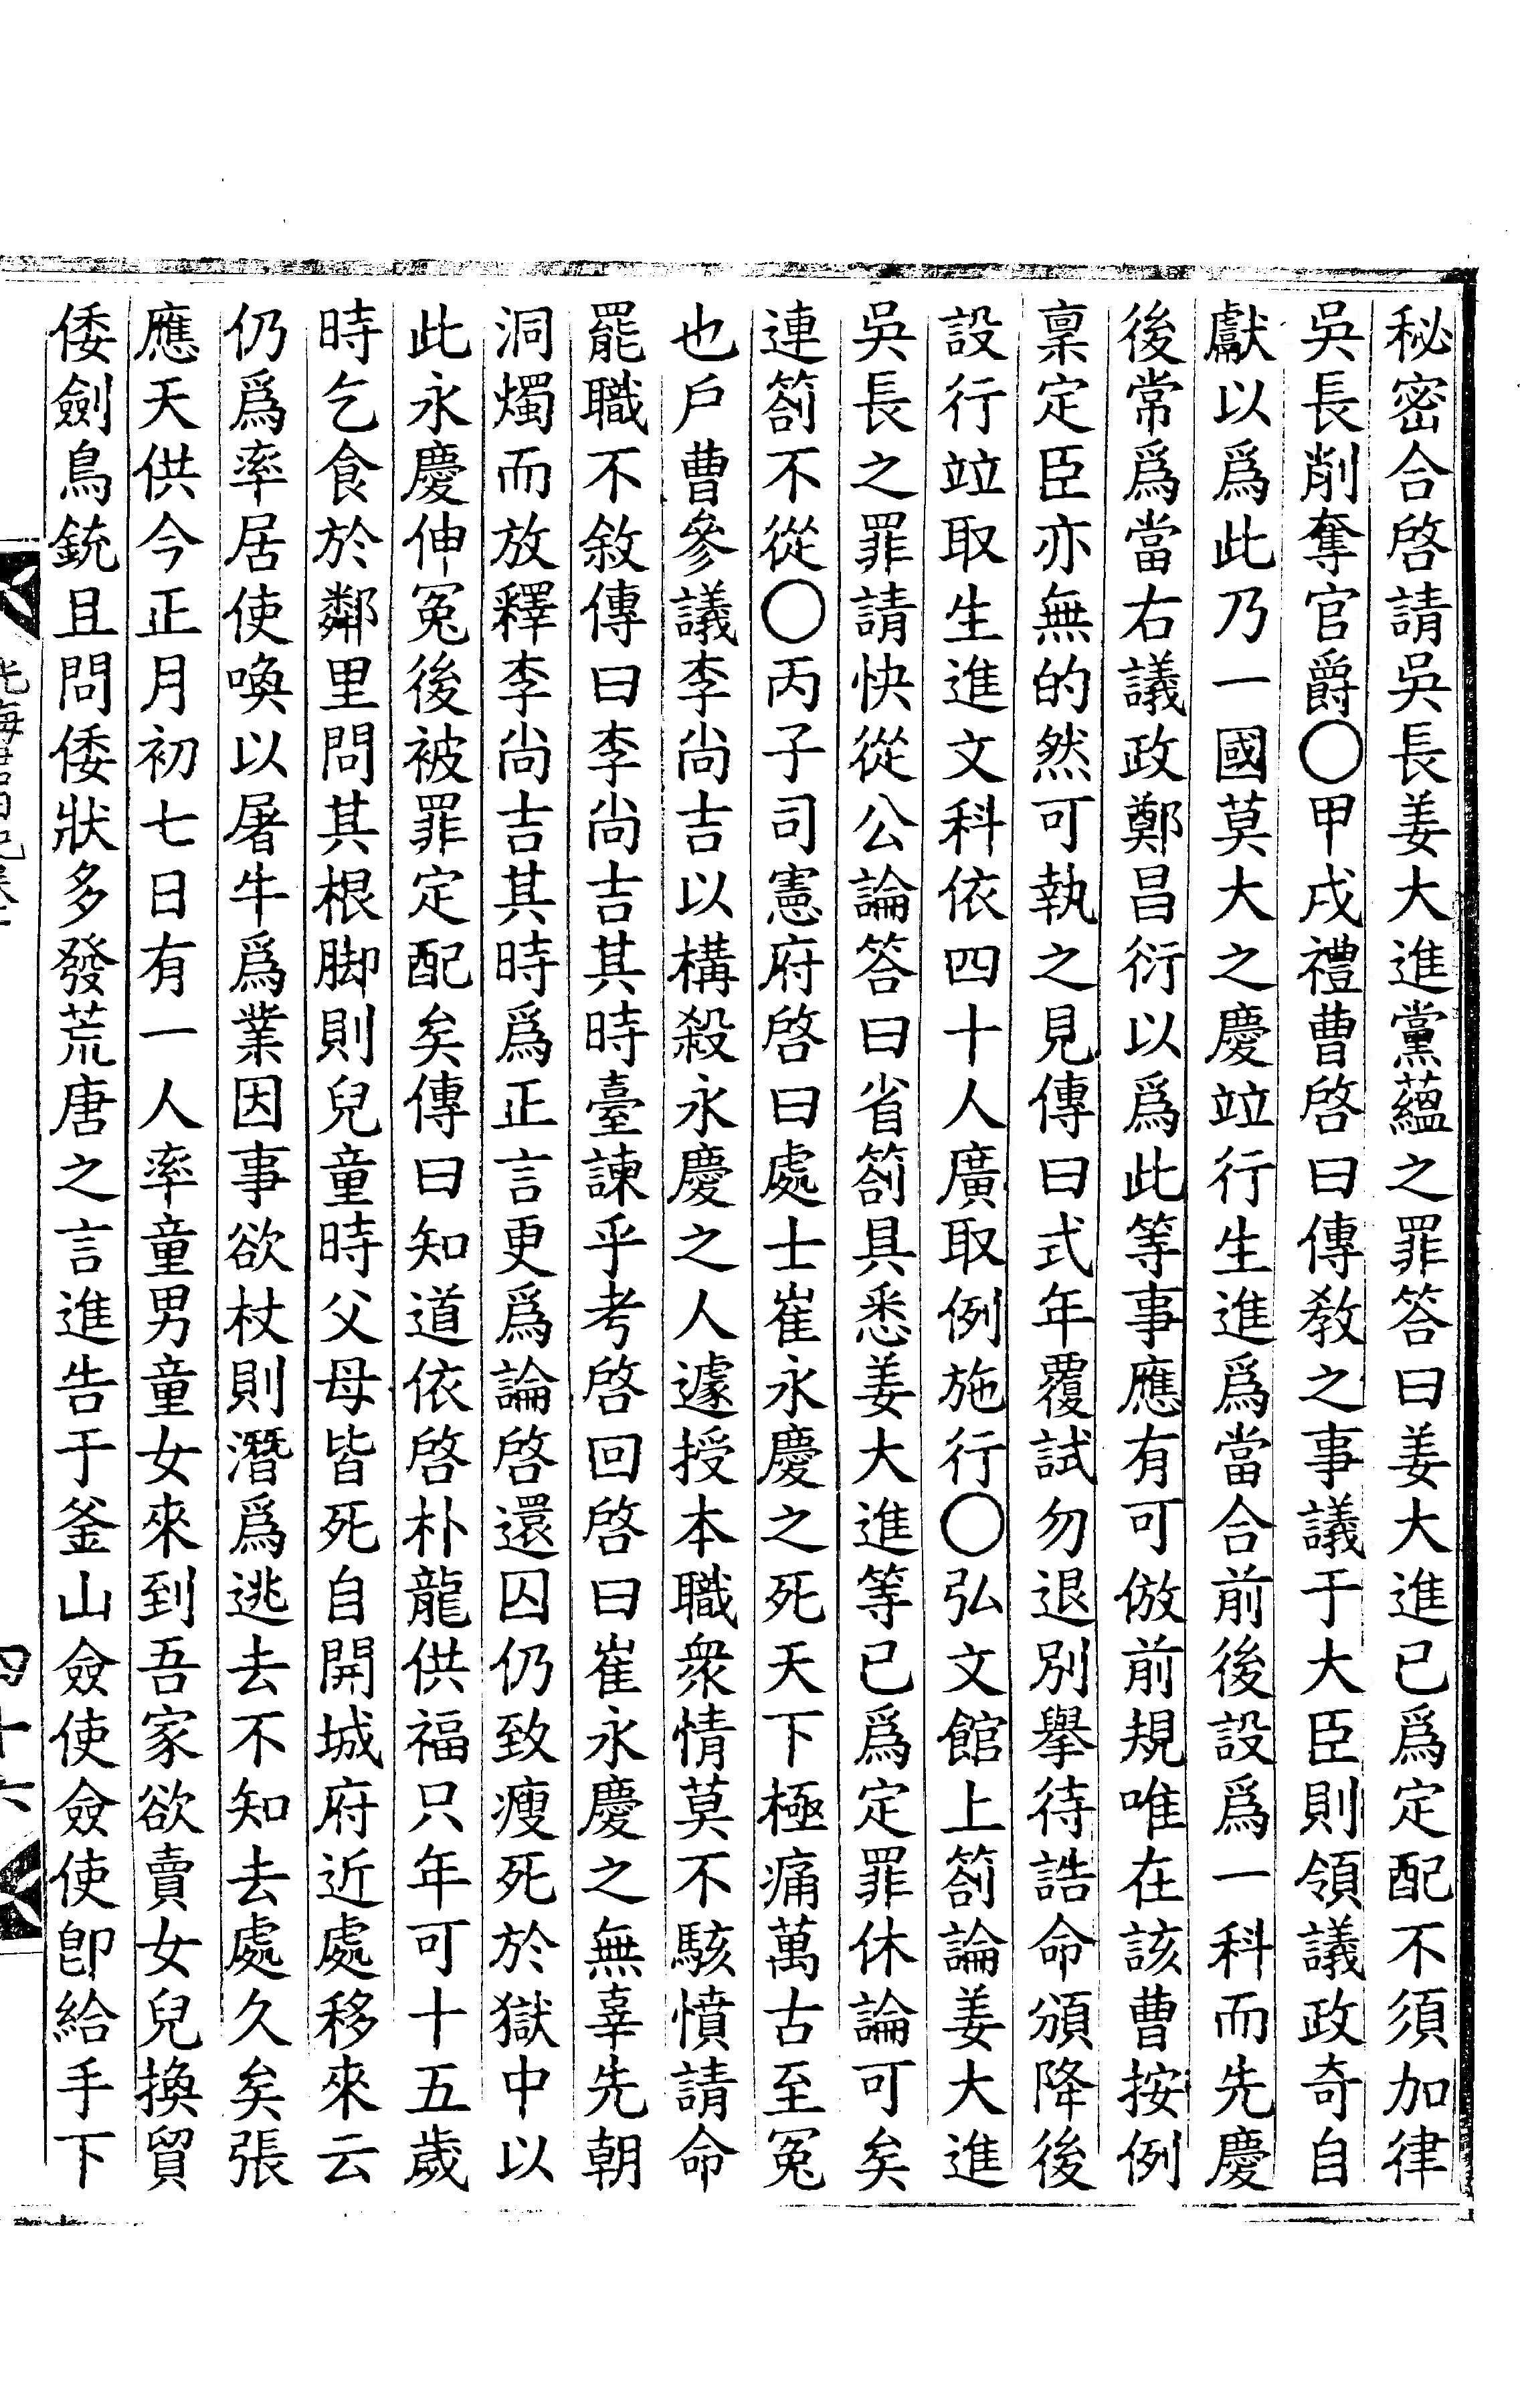 秘密合啓請吳長姜大進黨蘊之罪答曰姜大進已爲定配不須加律
吳長削奪官爵〇甲戌禮曹啓曰傳敎之事議于大臣則領議政奇自
獻以爲此乃一國莫大之慶竝行生進爲當合前後設爲一科而先慶
後常爲當右議政鄭昌衍以爲此等事應有可倣前規唯在該曹按例
稟定臣亦無的然可執之見傳曰式年覆試勿退別擧待誥命頒降後
設行竝取生進文科依四十人廣取例施行〇弘文館上箚論姜大進
吳長之罪請快從公論答曰省箚具悉姜大進等已爲定罪休論可矣
連箚不從〇丙子司憲府啓曰處士崔永慶之死天下極痛萬古至冤
也戶曹參議李尙吉以構殺永慶之人遽授本職衆情莫不駭憤請命
罷職不敘傳曰李尙吉其時臺諫乎考啓回啓曰崔永慶之無辜先朝
洞燭而放釋李尙吉其時爲正言更爲論啓還囚仍致瘦死於獄中以
此永慶伸冤後被罪定配矣傳曰知道依啓朴龍供福只年可十五歲
時乞食於鄰里問其根脚則兒童時父母皆死自開城府近處移來云
仍爲率居使喚以屠牛爲業因事欲杖則潛爲逃去不知去處久矣張
應天供今正月初七日有一人率童男童女來到吾家欲賣女兒換貿
倭劍鳥銃且問倭狀多發荒唐之言進告于釜山僉使僉使卽給手下
四十六